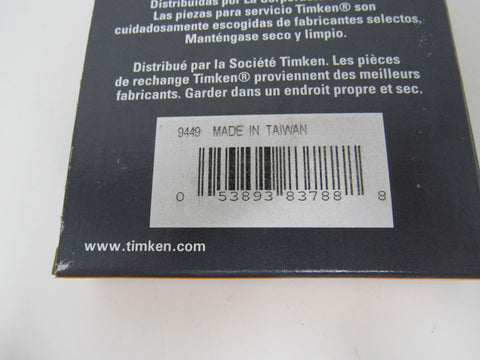 Distribuidas por La
Las piezas para servicio Timken® son
cuidadosamente escogidas de fabricantes selectos.
Manténgase seco y limpio.
Distribué par la Société Timken. Les pièces
de rechange Timken® proviennent des meilleurs
fabricants. Garder dans un endroit propre et sec.
9449 MADE IN TAIWAN
0 53893 83788 8
www.timken.com